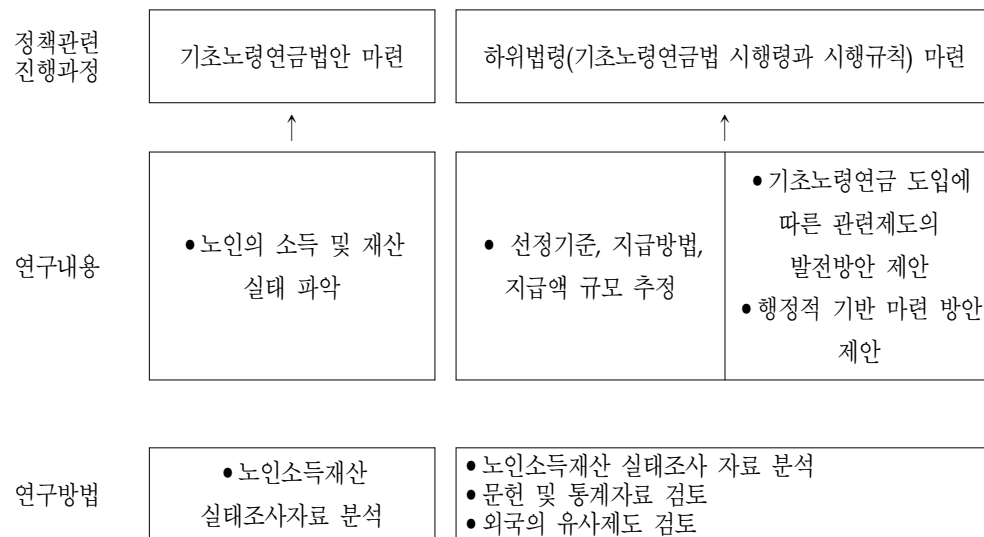 정책관련
진행과정
기초노령연금법안 마련
하위법령(기초노령연금법 시행령과 시행규칙) 마련
↑
↑
연구내용
●노인의 소득 및 재산
실태 파악
● 선정기준, 지급방법,
지급액 규모 추정
●기초노령연금 도입에
따른 관련제도의
발전방안 제안
●행정적 기반 마련 방안
제안
연구방법
●노인소득재산
실태조사자료 분석
●노인소득재산 실태조사 자료 분석
●문헌 및 통계자료 검토
●외국의 유사제도 검토